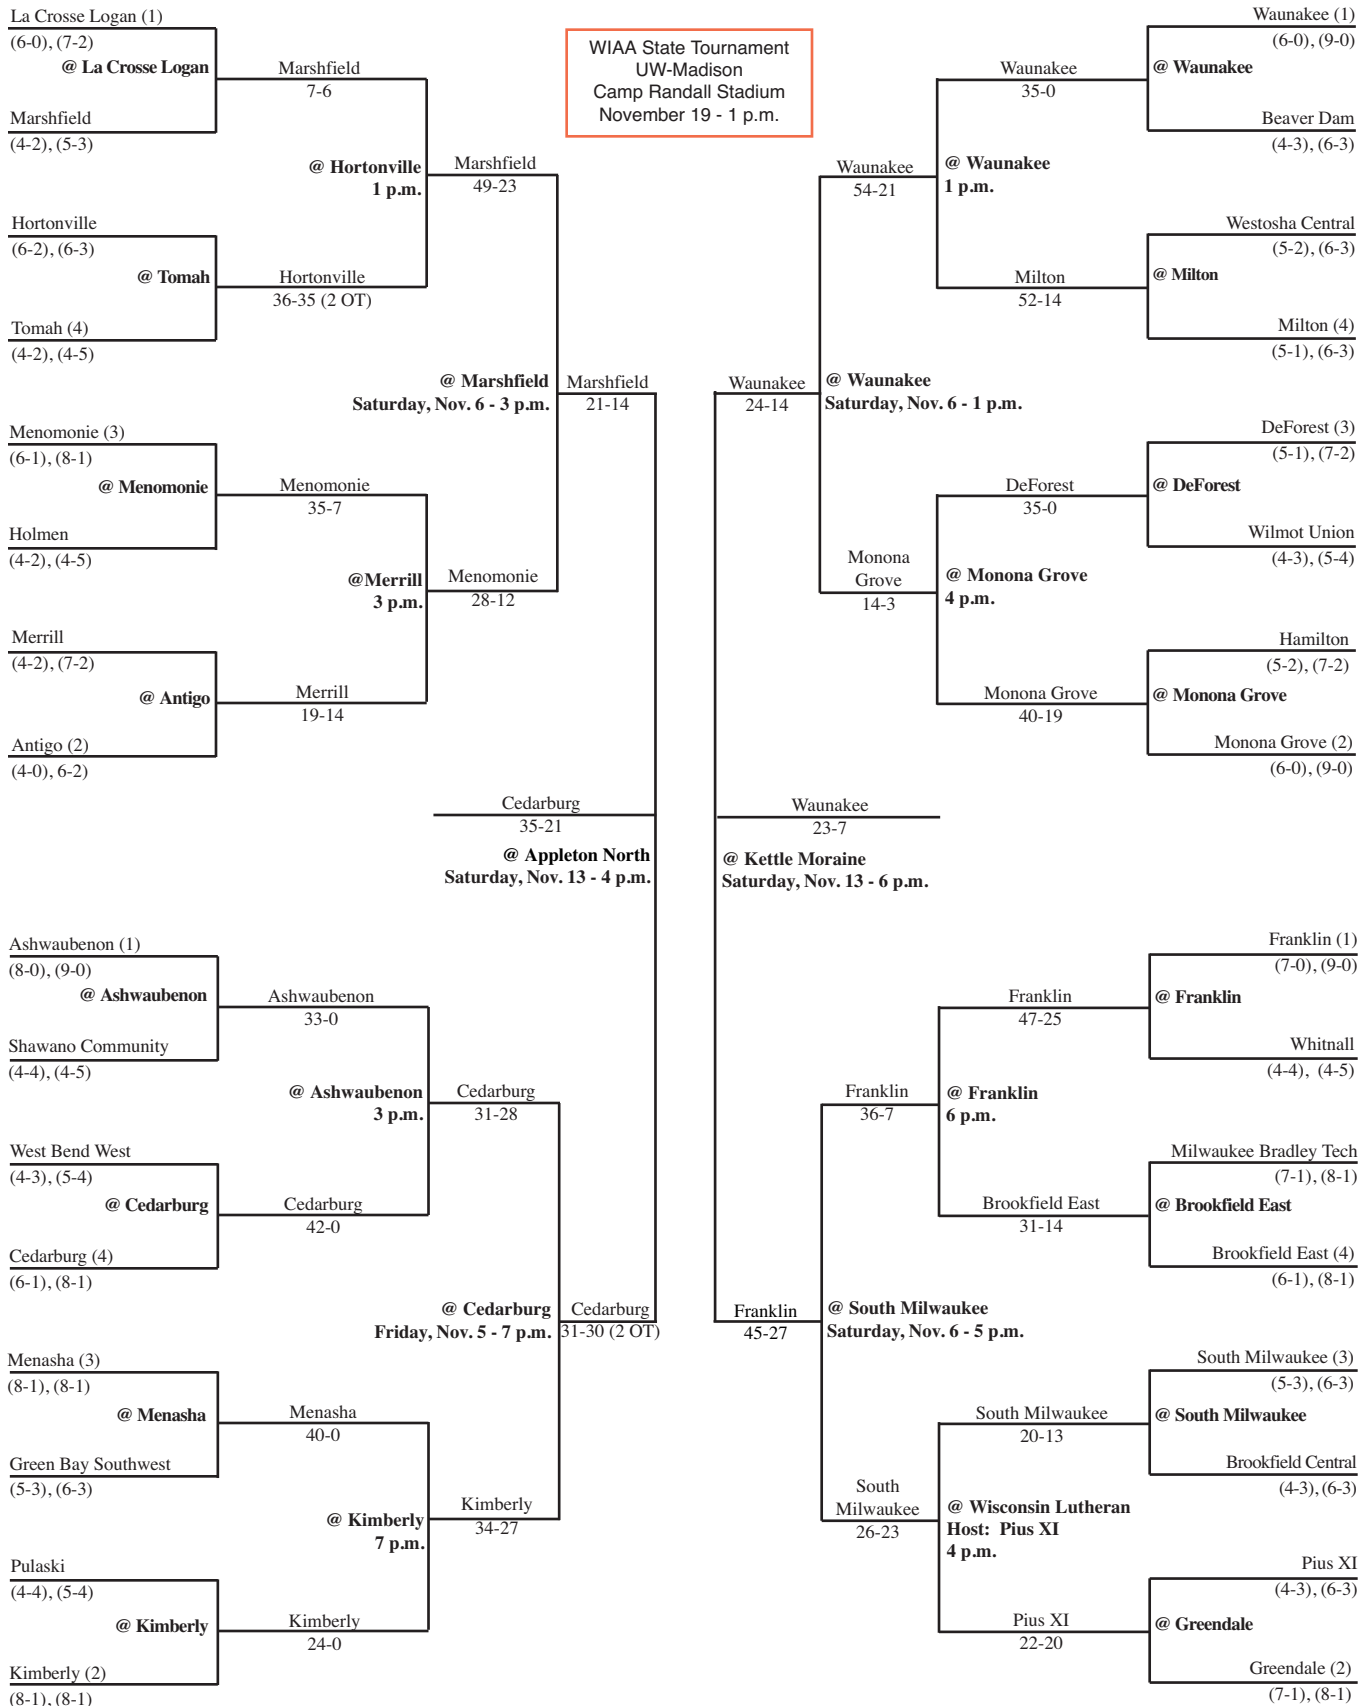 La Crosse Logan (1)
(6-0), (7-2)
@ La Crosse Logan
Marshfield
7-6
Marshfield
(4-2), (5-3)
@ Hortonville
1 p.m.
Marshfield
49-23
Hortonville
(6-2), (6-3)
@ Tomah
Hortonville
36-35 (2 OT)
Tomah (4)
(4-2), (4-5)
@ Marshfield
Saturday, Nov. 6 - 3 p.m.
Marshfield
21-14
Menomonie (3)
(6-1), (8-1)
@ Menomonie
Menomonie
35-7
Holmen
(4-2), (4-5)
@Merrill
3 p.m.
Menomonie
28-12
Merrill
(4-2), (7-2)
@ Antigo
Merrill
19-14
Antigo (2)
(4-0), 6-2)
Cedarburg
35-21
@ Appleton North
Saturday, Nov. 13 - 4 p.m.
Ashwaubenon (1)
(8-0), (9-0)
@ Ashwaubenon
Ashwaubenon
33-0
Shawano Community
(4-4), (4-5)
@ Ashwaubenon
3 p.m.
Cedarburg
31-28
West Bend West
(4-3), (5-4)
@ Cedarburg
Cedarburg
42-0
Cedarburg (4)
(6-1), (8-1)
@ Cedarburg
Friday, Nov. 5 - 7 p.m.
Cedarburg
31-30 (2 OT)
Menasha (3)
(8-1), (8-1)
@ Menasha
Menasha
40-0
Green Bay Southwest
(5-3), (6-3)
@ Kimberly
7 p.m.
Kimberly
34-27
Pulaski
(4-4), (5-4)
@ Kimberly
Kimberly
24-0
Kimberly (2)
(8-1), (8-1)
WIAA State Tournament
UW-Madison
Camp Randall Stadium
November 19 - 1 p.m.
Waunakee (1)
(6-0), (9-0)
@ Waunakee
Waunakee
35-0
Beaver Dam
(4-3), (6-3)
Waunakee
54-21
@ Waunakee
1 p.m.
Westosha Central
(5-2), (6-3)
@ Milton
Milton
52-14
Milton (4)
(5-1), (6-3)
Waunakee
24-14
@ Waunakee
Saturday, Nov. 6 - 1 p.m.
DeForest (3)
(5-1), (7-2)
@ DeForest
DeForest
35-0
Wilmot Union
(4-3), (5-4)
Monona
Grove
14-3
@ Monona Grove
4 p.m.
Hamilton
(5-2), (7-2)
@ Monona Grove
Monona Grove
40-19
Monona Grove (2)
(6-0), (9-0)
Waunakee
23-7
@ Kettle Moraine
Saturday, Nov. 13 - 6 p.m.
Franklin (1)
(7-0), (9-0)
@ Franklin
Franklin
47-25
Whitnall
(4-4), (4-5)
Franklin
36-7
@ Franklin
6 p.m.
Milwaukee Bradley Tech
(7-1), (8-1)
@ Brookfield East
Brookfield East
31-14
Brookfield East (4)
(6-1), (8-1)
Franklin
45-27
@ South Milwaukee
Saturday, Nov. 6 - 5 p.m.
South Milwaukee (3)
(5-3), (6-3)
@ South Milwaukee
South Milwaukee
20-13
Brookfield Central
(4-3), (6-3)
South
Milwaukee
26-23
@ Wisconsin Lutheran
Host: Pius XI
4 p.m.
Pius XI
(4-3), (6-3)
@ Greendale
Pius XI
22-20
Greendale (2)
(7-1), (8-1)